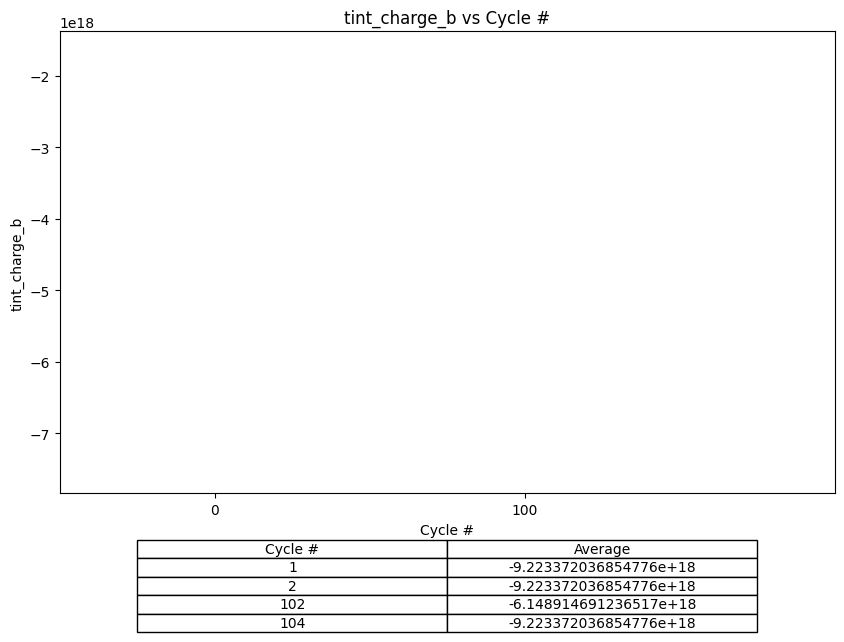 tint_charge_b vs Cycle #
1e18
−2
−3
−4
−5
−6
−7
tint_charge_b
0 100
Cycle #
Cycle # Average
1 -9.223372036854776e+18
2 -9.223372036854776e+18
102 -6.148914691236517e+18
104 -9.223372036854776e+18